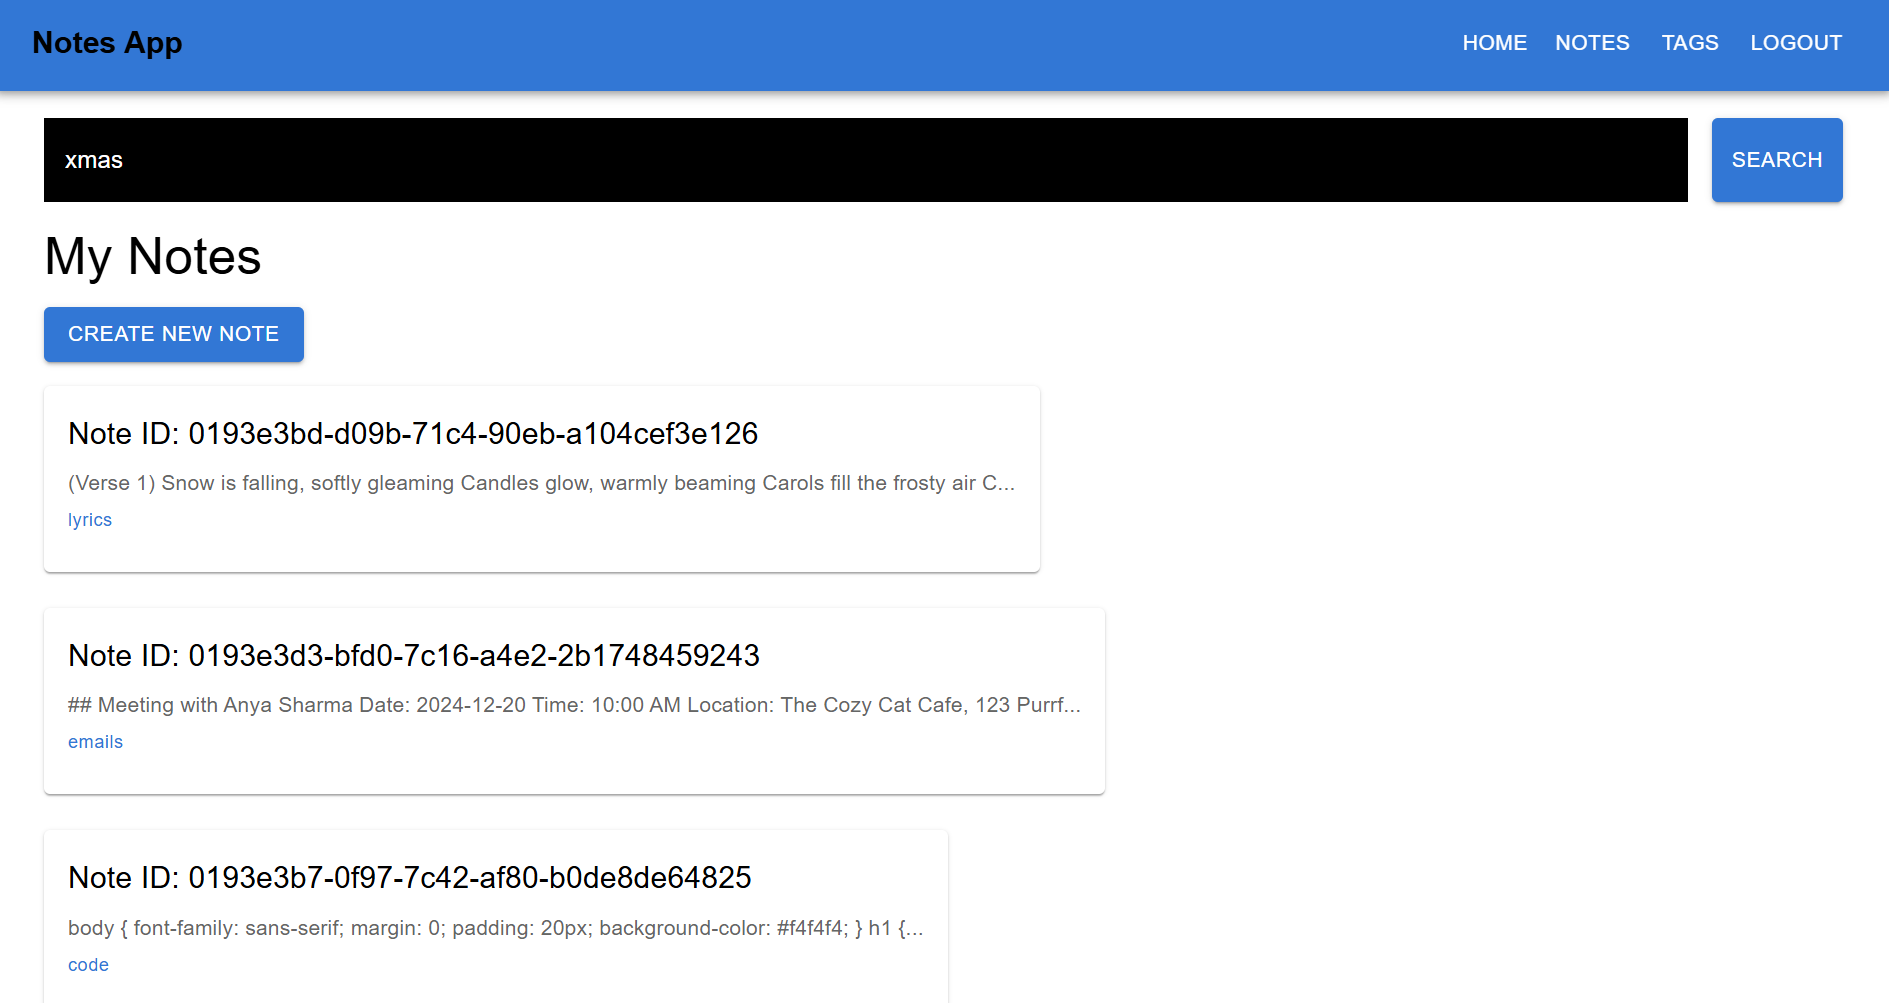 Notes App
HOME NOTES TAGS LOGOUT
xmas
SEARCH
My Notes
CREATE NEW NOTE
Note ID: 0193e3bd-d09b-71c4-90eb-a104cef3e126
(Verse 1) Snow is falling, softly gleaming Candles glow, warmly beaming Carols fill the frosty air C...
lyrics
Note ID: 0193e3d3-bfd0-7c16-a4e2-2b1748459243
## Meeting with Anya Sharma Date: 2024-12-20 Time: 10:00 AM Location: The Cozy Cat Cafe, 123 Purrf...
emails
Note ID: 0193e3b7-0f97-7c42-af80-b0de8de64825
body { font-family: sans-serif; margin: 0; padding: 20px; background-color: #f4f4f4; } h1 {...
code